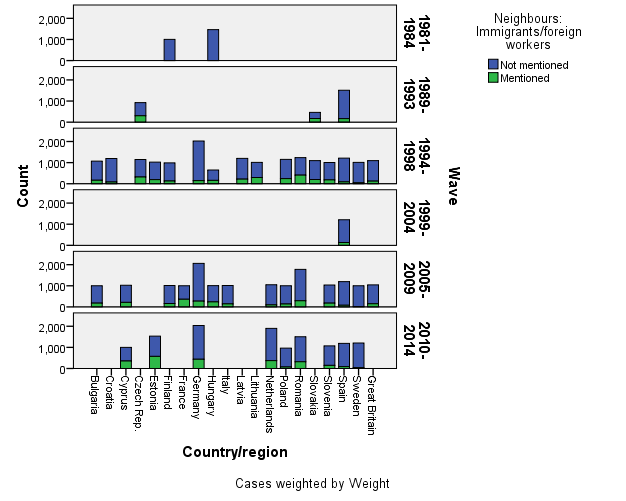 Neighbours:
Immigrants/foreign
workers
Not mentioned
Mentioned
Count
Wave
2,000
1,000
0
1981-
1984
2,000
1,000
0
1989-
1993
2,000
1,000
0
1994-
1998
2,000
1,000
0
1999-
2004
2,000
1,000
0
2005-
2009
2,000
1,000
0
2010-
2014
Bulgaria
Croatia
Cyprus
Czech Rep.
Estonia
Finland
France
Germany
Hungary
Italy
Latvia
Lithuania
Netherlands
Poland
Romania
Slovakia
Slovenia
Spain
Sweden
Great Britain
Country/region
Cases weighted by Weight